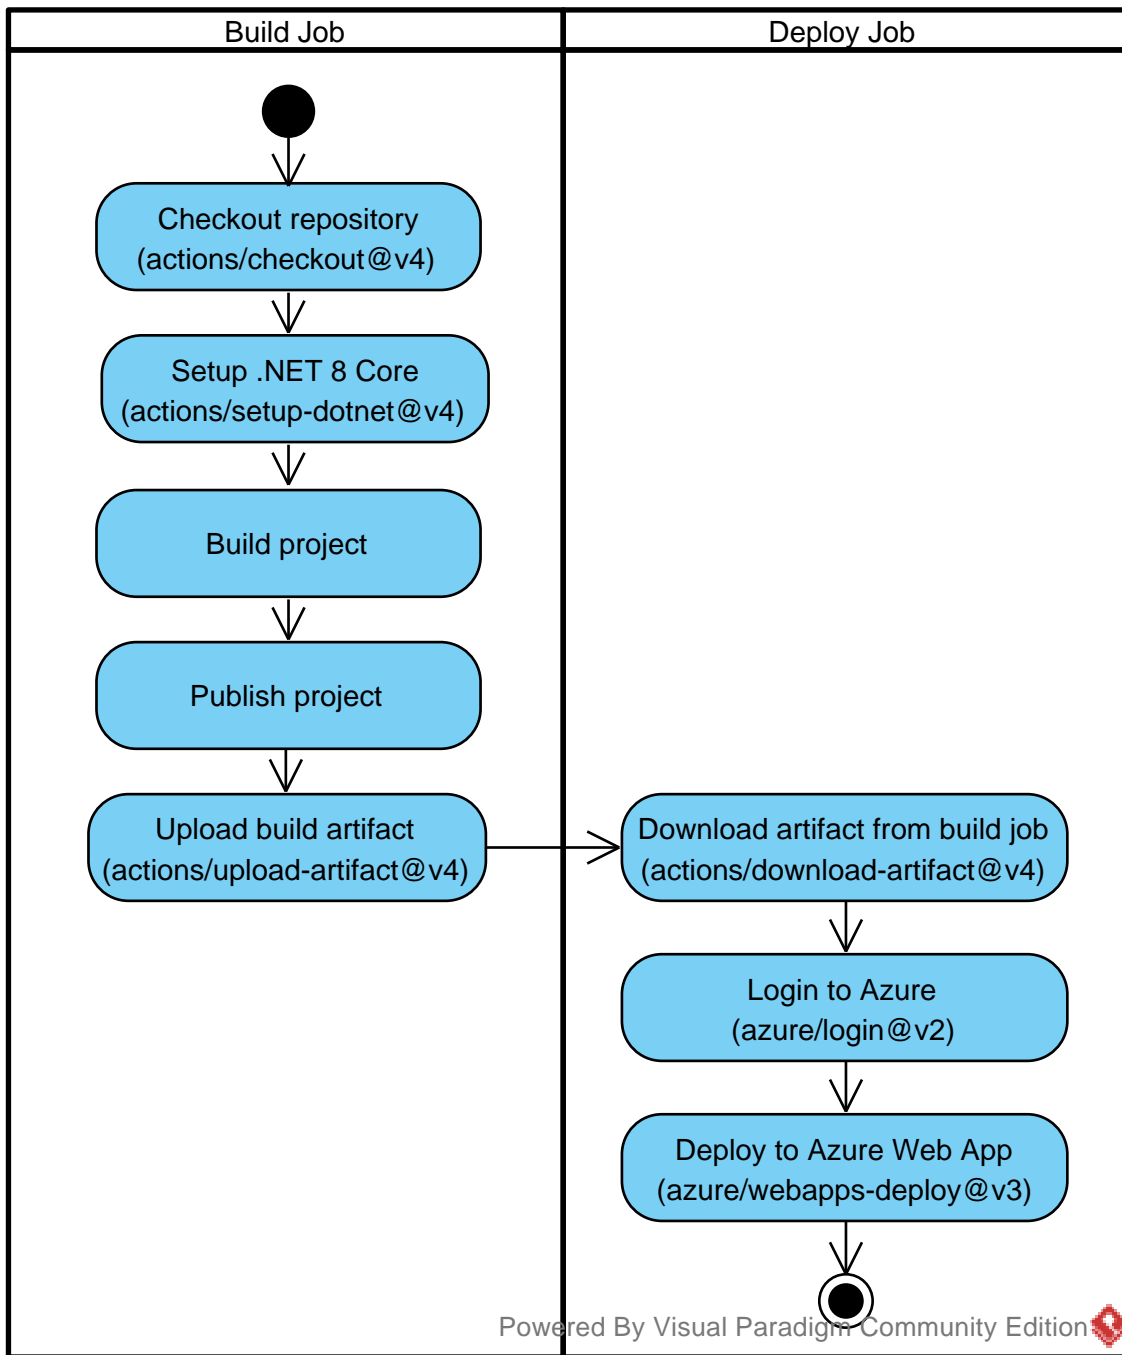 Build Job
Deploy Job
Checkout repository
(actions/checkout@v4)
Setup .NET 8 Core
(actions/setup-dotnet@v4)
Build project
Publish project
Upload build artifact
(actions/upload-artifact@v4)
Download artifact from build job
(actions/download-artifact@v4)
Login to Azure
(azure/login@v2)
Deploy to Azure Web App
(azure/webapps-deploy@v3)
Powered By Visual Paradigm Community Edition